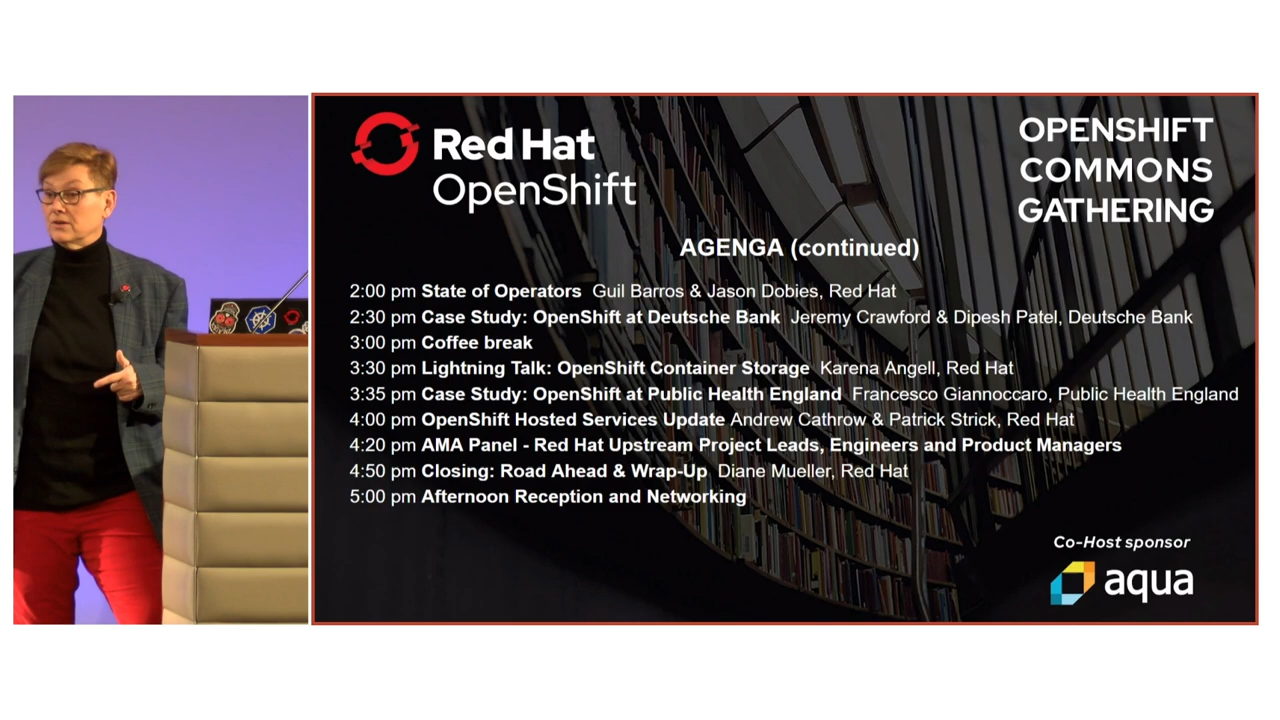 Red Hat
OpenShift
OPENSHIFT
COMMONS
GATHERING
AGENGA (continued)
2:00 pm State of Operators Guil Barros & Jason Dobies, Red Hat
2:30 pm Case Study: OpenShift at Deutsche Bank Jeremy Crawford & Dipesh Patel, Deutsche Bank
3:00 pm Coffee break
3:30 pm Lightning Talk: OpenShift Container Storage Karena Angell, Red Hat
3:35 pm Case Study: OpenShift at Public Health England Francesco Giannoccaro, Public Health England
4:00 pm OpenShift Hosted Services Update Andrew Cathrow & Patrick Strick, Red Hat
4:20 pm AMA Panel - Red Hat Upstream Project Leads, Engineers and Product Managers
4:50 pm Closing: Road Ahead & Wrap-Up Diane Mueller, Red Hat
5:00 pm Afternoon Reception and Networking
Co-Host sponsor
aqua